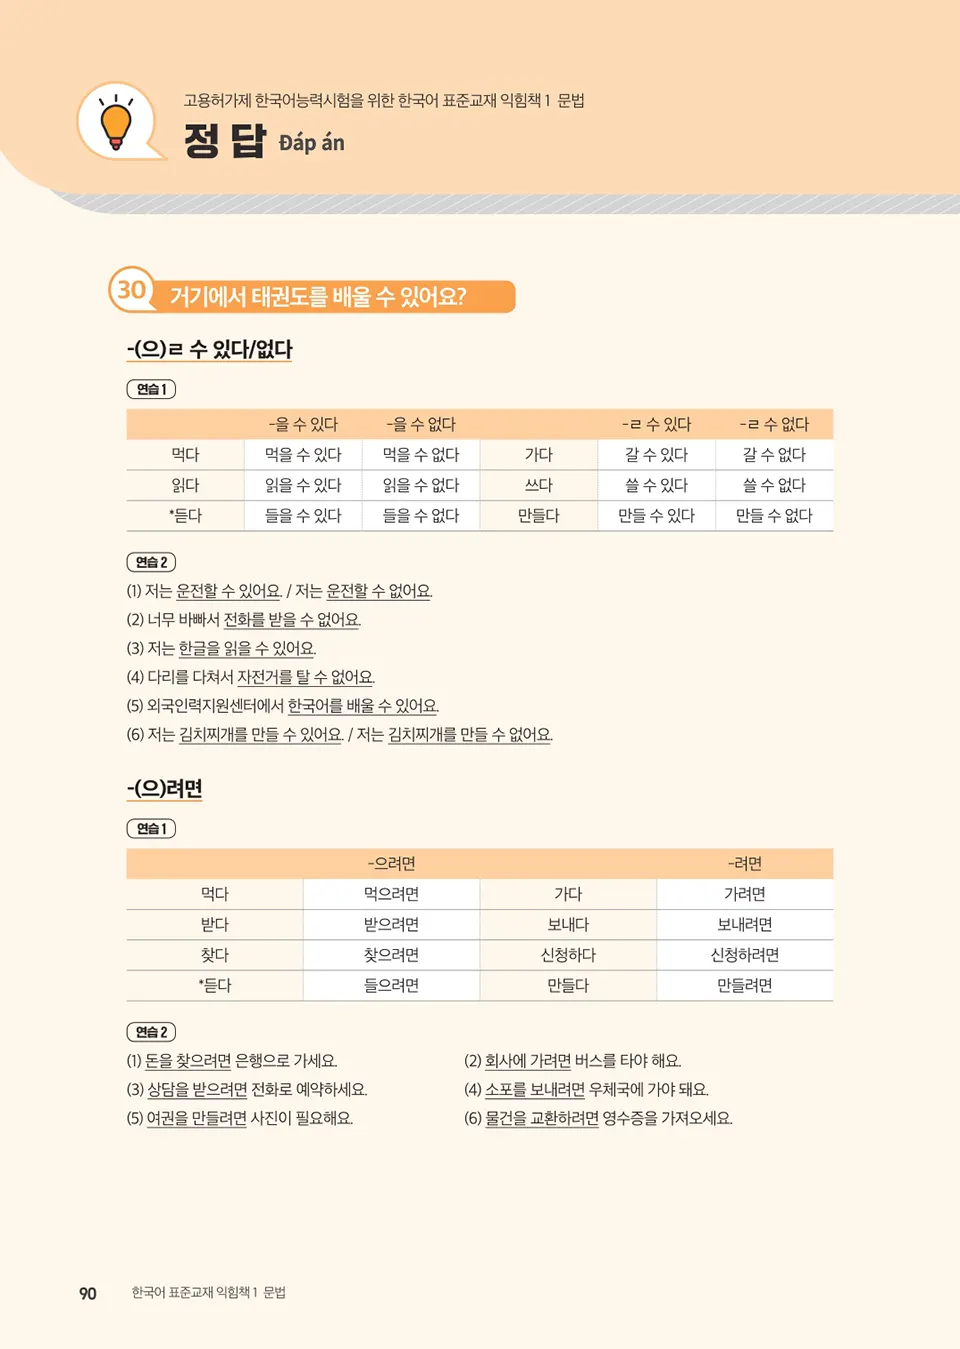 고용허가제 한국어능력시험을 위한 한국어 표준교재 익힘책 1 문법
정답 Đáp án
30 거기에서 태권도를 배울 수 있어요?
-(으)ㄹ 수 있다/없다
연습 1
-을 수 있다 -을 수 없다 -ㄹ 수 있다 -ㄹ 수 없다
먹다 먹을 수 있다 먹을 수 없다 가다 갈 수 있다 갈 수 없다
읽다 읽을 수 있다 읽을 수 없다 쓰다 쓸 수 있다 쓸 수 없다
*듣다 들을 수 있다 들을 수 없다 만들다 만들 수 있다 만들 수 없다
연습 2
(1) 저는 운전할 수 있어요. / 저는 운전할 수 없어요.
(2) 너무 바빠서 전화를 받을 수 없어요.
(3) 저는 한글을 읽을 수 있어요.
(4) 다리를 다쳐서 자전거를 탈 수 없어요.
(5) 외국인력지원센터에서 한국어를 배울 수 있어요.
(6) 저는 김치찌개를 만들 수 있어요. / 저는 김치찌개를 만들 수 없어요.
-(으)려면
연습 1
-으려면 -려면
먹다 먹으려면 가다 가려면
받다 받으려면 보내다 보내려면
찾다 찾으려면 신청하다 신청하려면
*듣다 들으려면 만들다 만들려면
연습 2
(1) 돈을 찾으려면 은행으로 가세요. (2) 회사에 가려면 버스를 타야 해요.
(3) 상담을 받으려면 전화로 예약하세요. (4) 소포를 보내려면 우체국에 가야 돼요.
(5) 여권을 만들려면 사진이 필요해요. (6) 물건을 교환하려면 영수증을 가져오세요.
90 한국어 표준교재 익힘책 1 문법